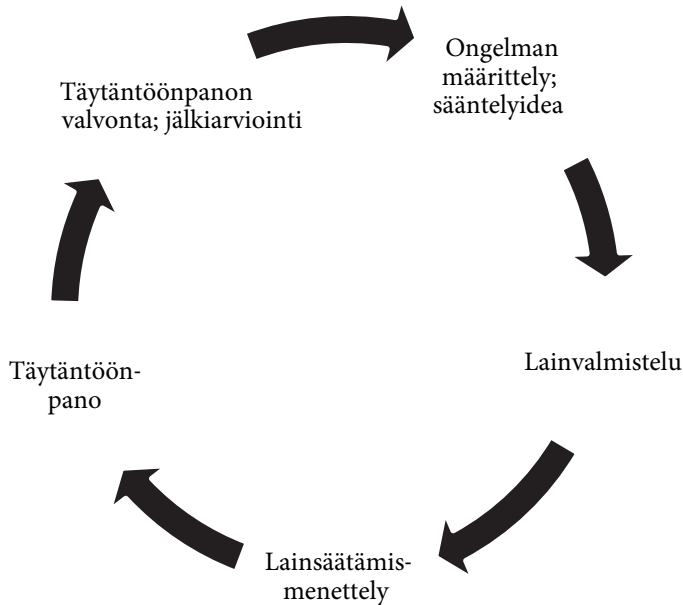 Ongelman
määrittely;
sääntelyidea
Täytäntöönpanon
valvonta; jälkiarviointi
Lainvalmistelu
Täytäntöön-
pano
Lainsäätämis-
menettely